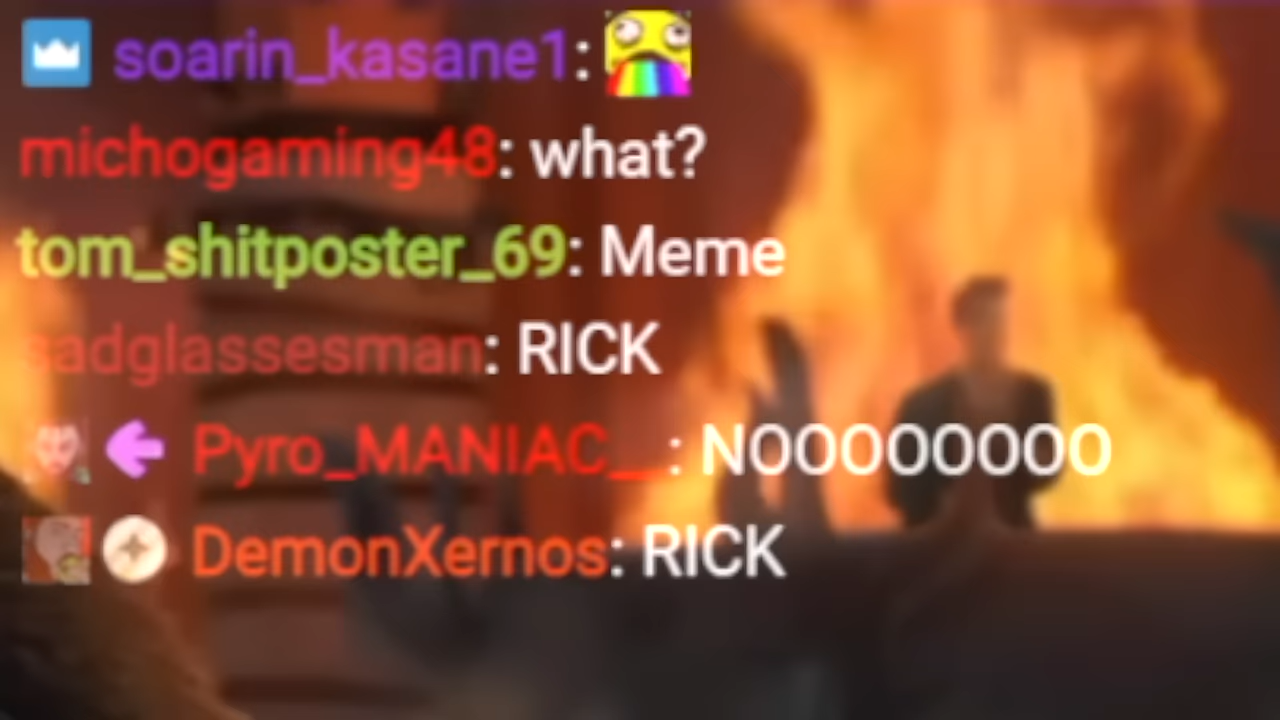 soarin_kasane1:
michogaming48: what?
tom_shitposter_69: Meme
sadglassesman: RICK
Pyro_MANIAC__: NOOOOOOOO
DemonXernos: RICK